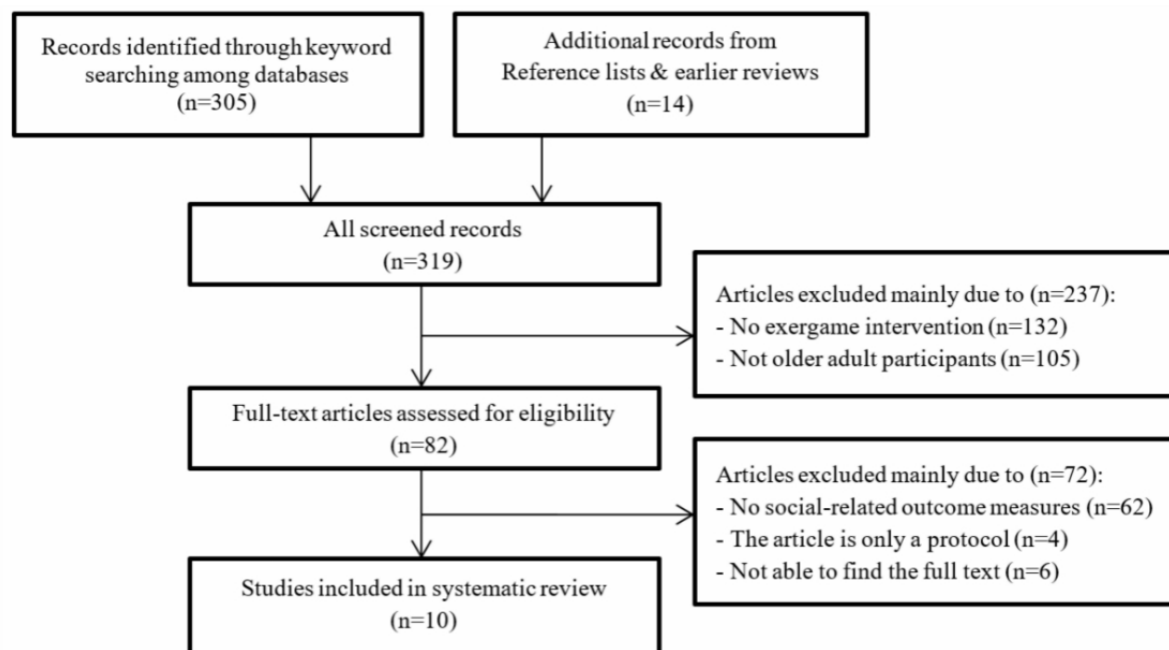 Records identified through keyword
searching among databases
(n=305)
Additional records from
Reference lists & earlier reviews
(n=14)
All screened records
(n=319)
Articles excluded mainly due to (n=237):
- No exergame intervention (n=132)
- Not older adult participants (n=105)
Full-text articles assessed for eligibility
(n=82)
Articles excluded mainly due to (n=72):
- No social-related outcome measures (n=62)
- The article is only a protocol (n=4)
- Not able to find the full text (n=6)
Studies included in systematic review
(n=10)